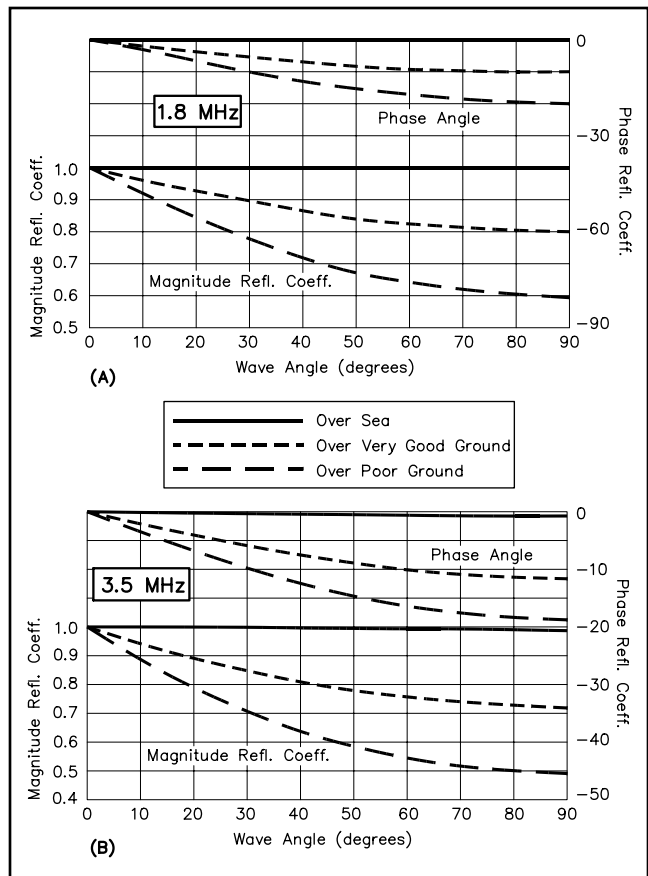 0
1.8 MHz
Phase Angle
-30
Phase Refl. Coeff.
Magnitude Refl. Coeff.
1.0
0.9
0.8
0.7
0.6
0.5
-60
-90
Magnitude Refl. Coeff.
0 10 20 30 40 50 60 70 80 90
Wave Angle (degrees)
(A)
Over Sea
Over Very Good Ground
Over Poor Ground
0
Phase Angle
3.5 MHz
-10
-20
-30
-40
-50
Phase Refl. Coeff.
Magnitude Refl. Coeff.
1.0
0.9
0.8
0.7
0.6
0.5
0.4
Magnitude Refl. Coeff.
0 10 20 30 40 50 60 70 80 90
Wave Angle (degrees)
(B)